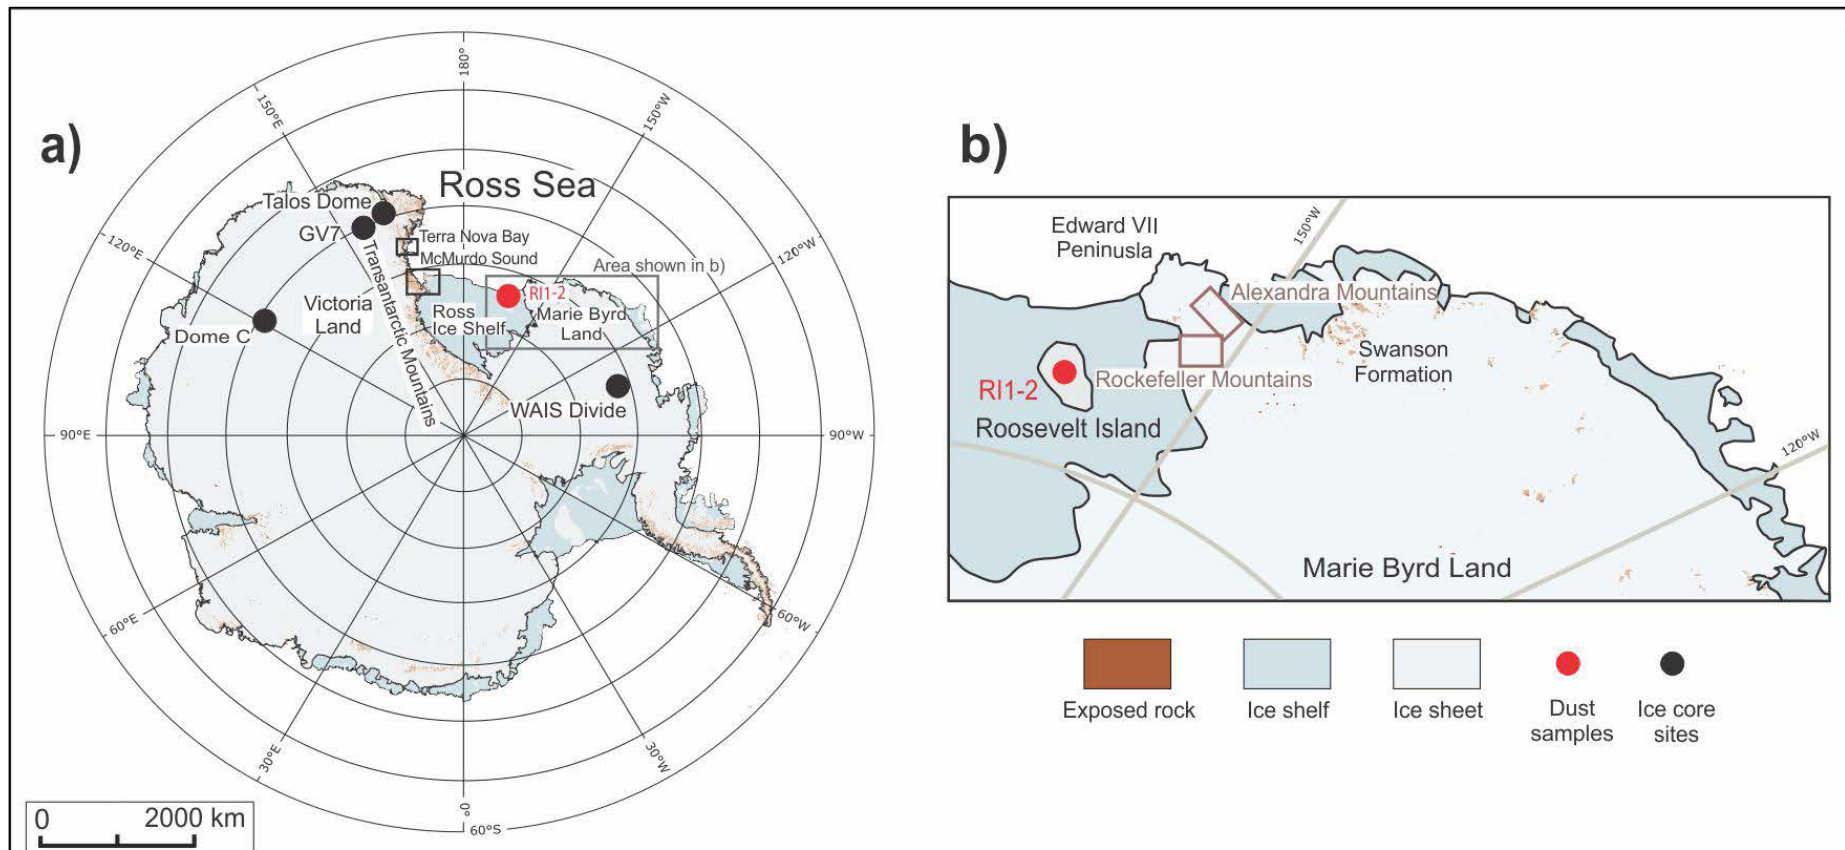 a)
180°
150°E
150°W
120°E
120°W
90°E
90°W
60°E
60°W
30°E
30°W
0°
60°S
Ross Sea
Talos Dome
GV7
Terra Nova Bay
McMurdo Sound
Area shown in b)
Transantarctic Mountains
Victoria
Land
Dome C
Ross
Ice Shelf
RI1-2
Marie Byrd
Land
WAIS Divide
0
2000 km
b)
Edward VII
Peninusla
150°W
Alexandra Mountains
Swanson
Formation
Rockefeller Mountains
RI1-2
Roosevelt Island
120°W
Marie Byrd Land
Exposed rock
Ice shelf
Ice sheet
Dust
samples
Ice core
sites